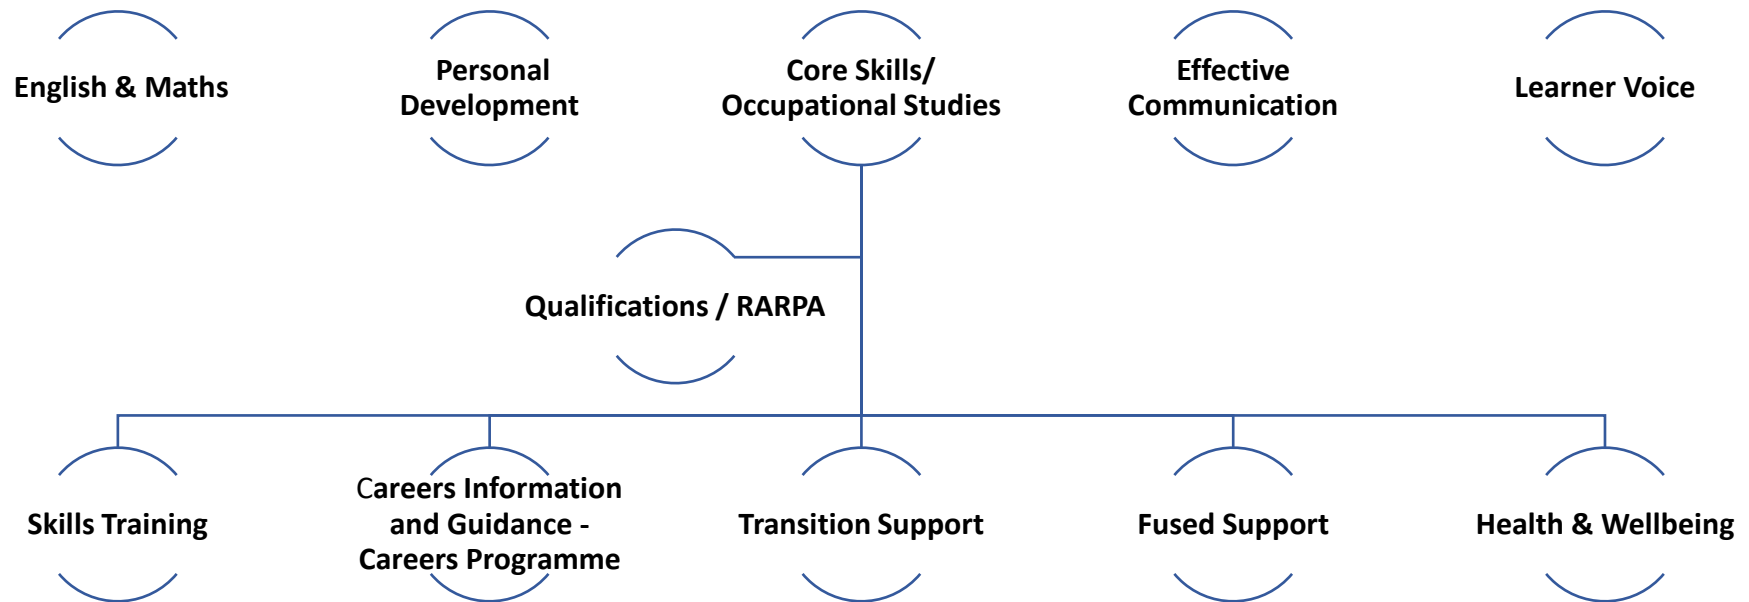 English & Maths
Personal
Development
Core Skills/
Occupational Studies
Effective
Communication
Learner Voice
Qualifications / RARPA
Skills Training
Careers Information
and Guidance -
Careers Programme
Transition Support
Fused Support
Health & Wellbeing